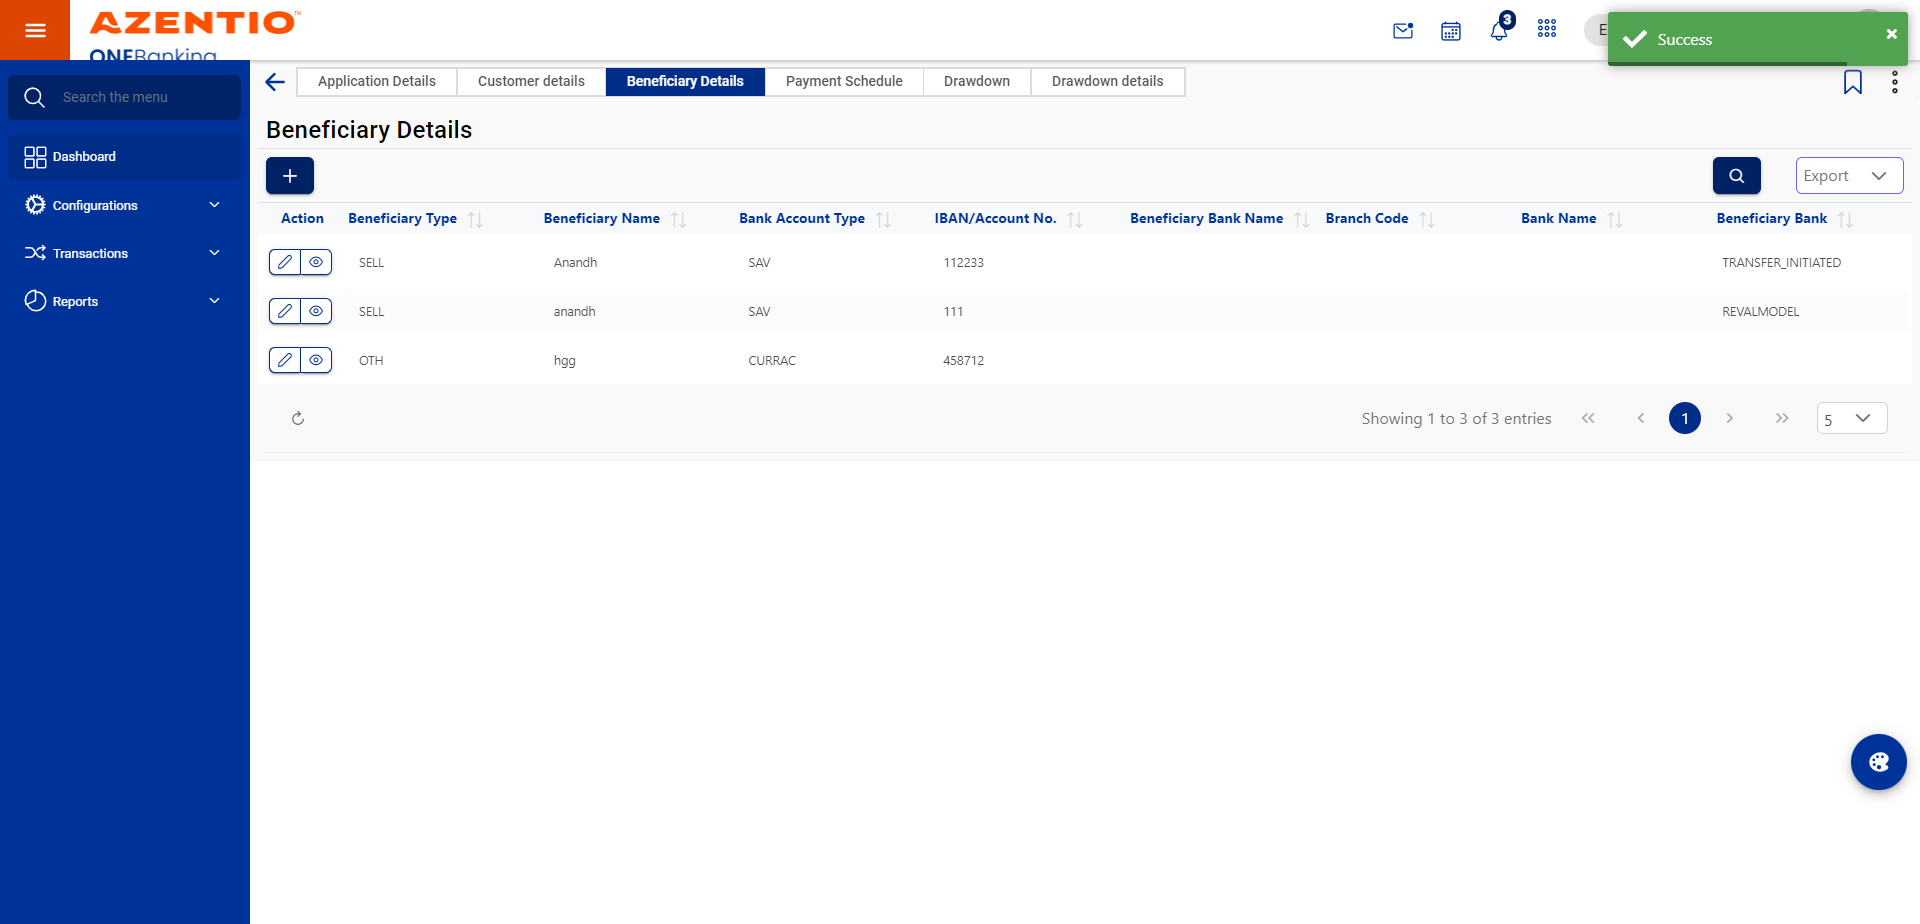 AZENTIO™
ONEBanking
3
E
Success
Search the menu
Dashboard
Configurations
Transactions
Reports
Application Details Customer details Beneficiary Details Payment Schedule Drawdown Drawdown details
Beneficiary Details
Export
Action Beneficiary Type Beneficiary Name Bank Account Type IBAN/Account No. Beneficiary Bank Name Branch Code Bank Name Beneficiary Bank
SELL Anandh SAV 112233 TRANSFER_INITIATED
SELL anandh SAV 111 REVALMODEL
OTH hgg CURRAC 458712
Showing 1 to 3 of 3 entries 1 5